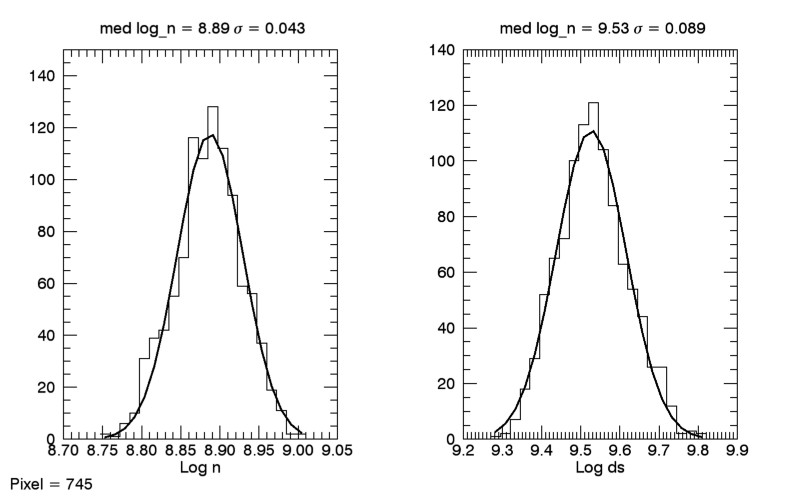 med log_n = 8.89 σ = 0.043
140
120
100
80
60
40
20
0
8.70 8.75 8.80 8.85 8.90 8.95 9.00 9.05
Log n
med log_n = 9.53 σ = 0.089
140
120
100
80
60
40
20
0
9.2 9.3 9.4 9.5 9.6 9.7 9.8 9.9
Log ds
Pixel = 745